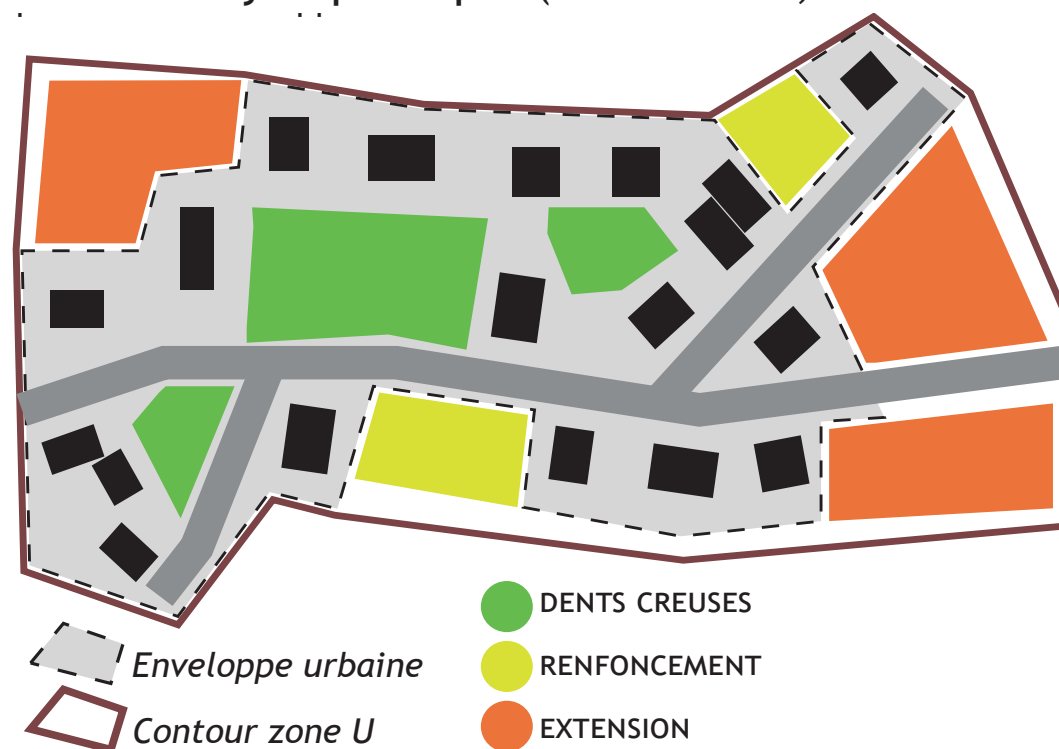 DENTS CREUSES
Enveloppe urbaine
RENFONCEMENT
Contour zone U
EXTENSION